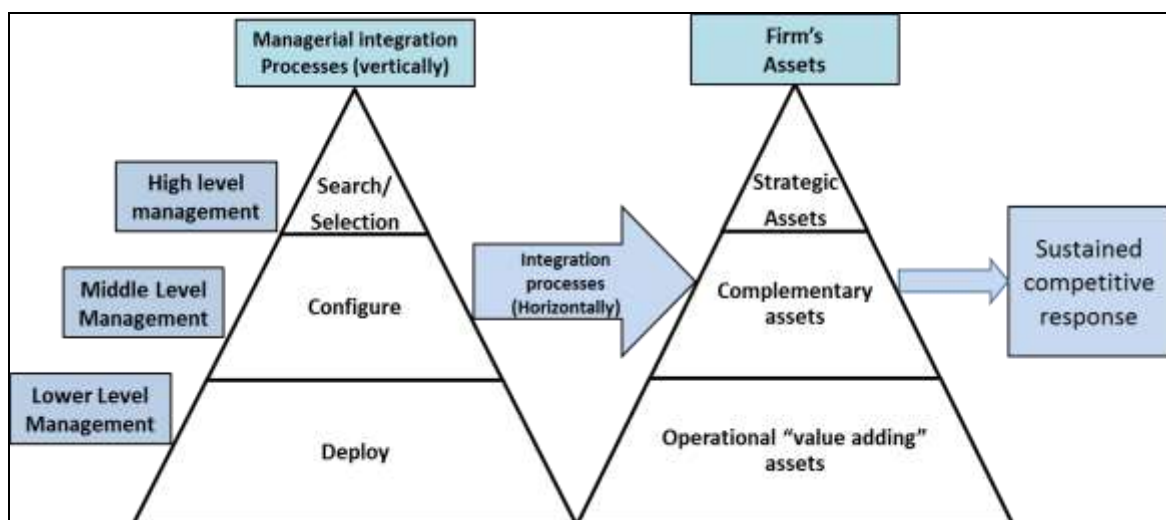 Managerial integration
Processes (vertically)
Firm's
Assets
High level
management
Search/
Selection
Strategic
Assets
Middle Level
Management
Configure
Integration
processes
(Horizontally)
Complementary
assets
Sustained
competitive
response
Lower Level
Management
Deploy
Operational “value adding”
assets